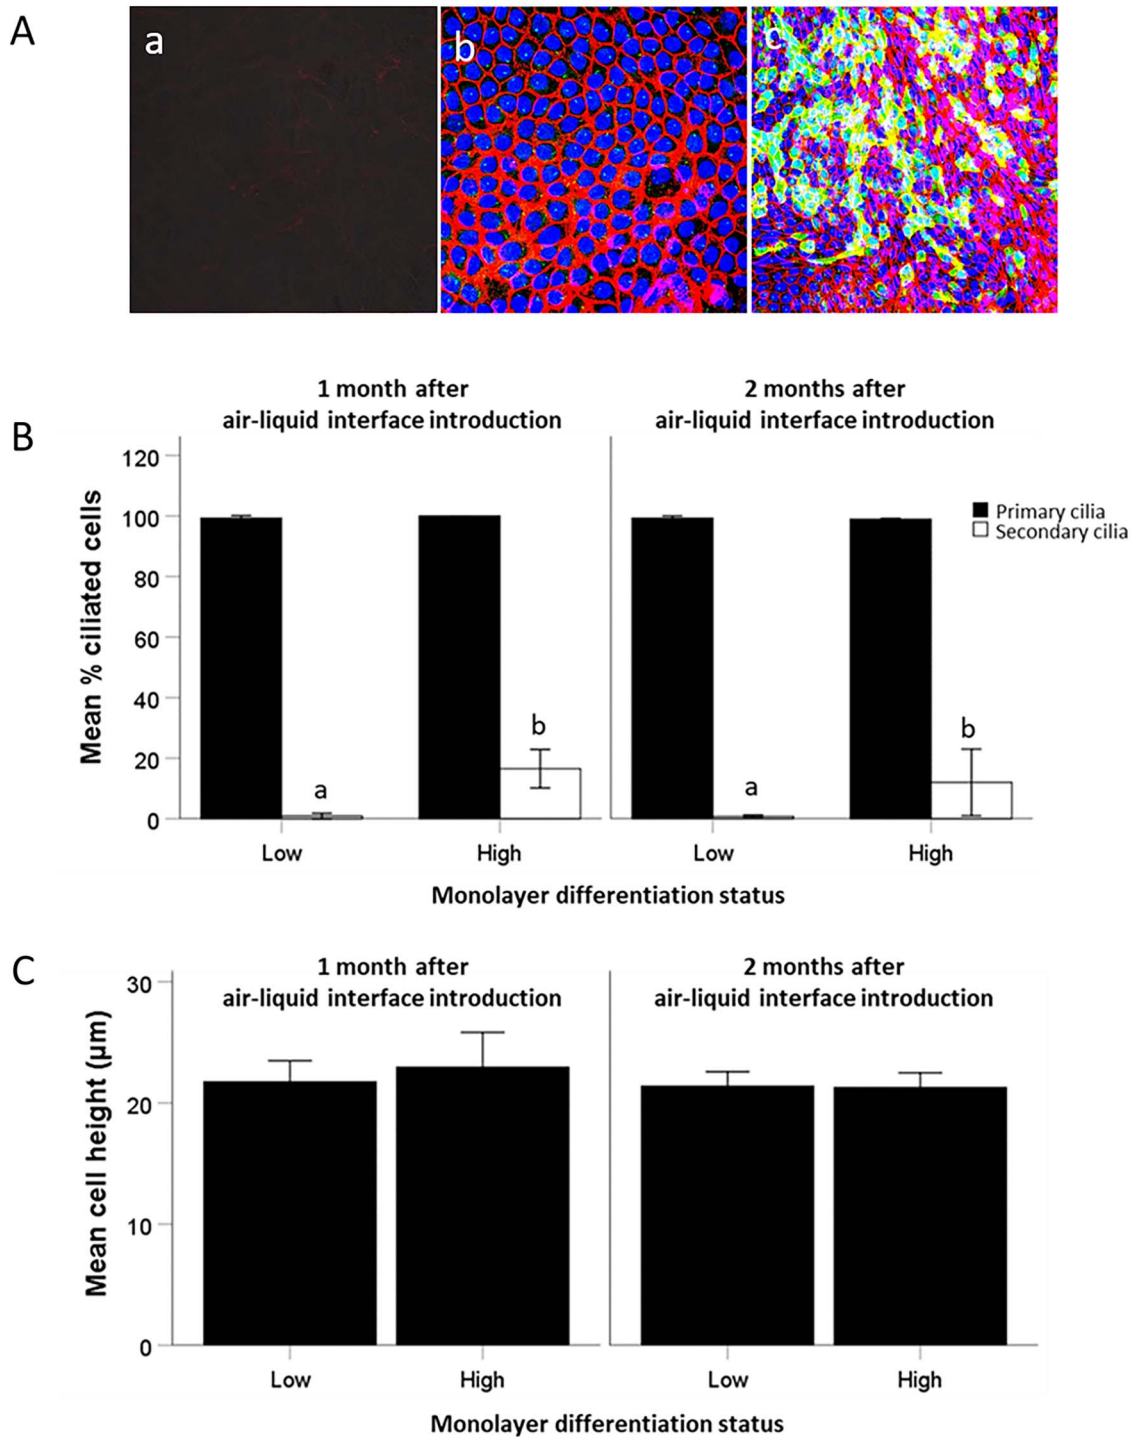 A
a
b
c
B
1 month after
air-liquid interface introduction
2 months after
air-liquid interface introduction
Mean % ciliated cells
120
100
80
60
40
20
0
a
b
a
b
Primary cilia
Secondary cilia
Low
High
Low
High
Monolayer differentiation status
C
1 month after
air-liquid interface introduction
2 months after
air-liquid interface introduction
Mean cell height (μm)
30
20
10
0
Low
High
Low
High
Monolayer differentiation status